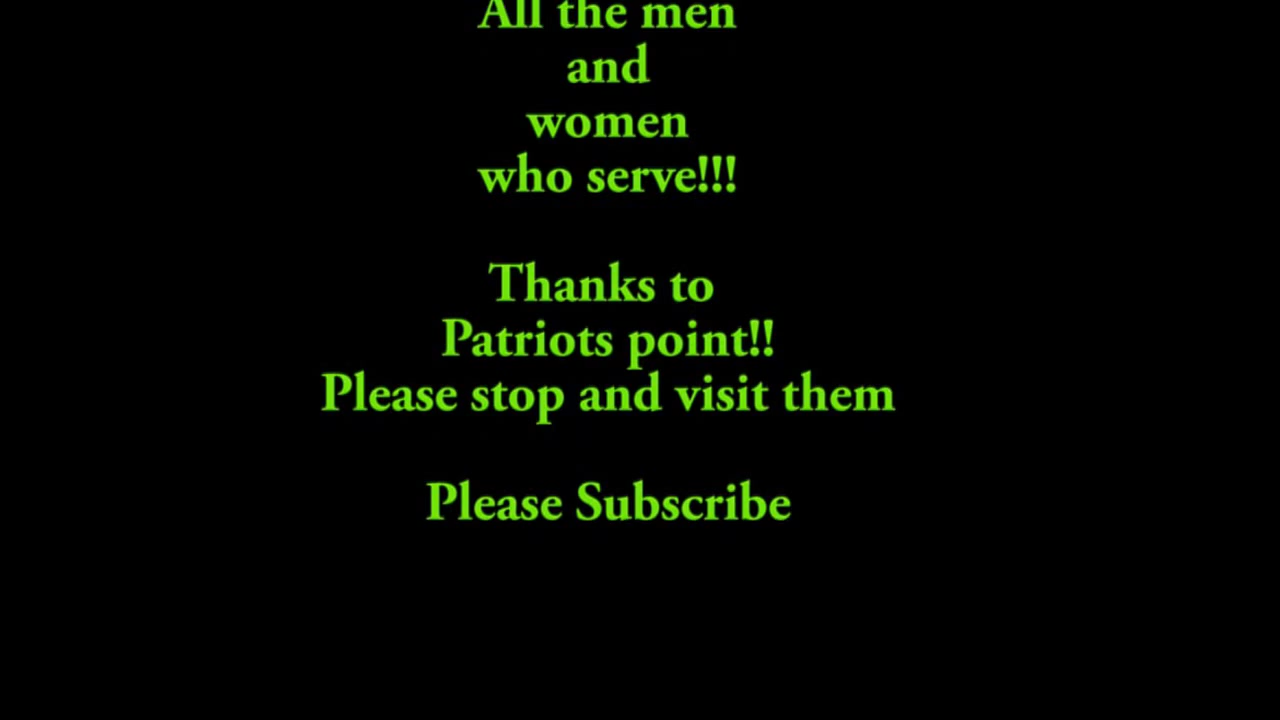 All the men
and
women
who serve!!!
Thanks to
Patriots point!!
Please stop and visit them
Please Subscribe